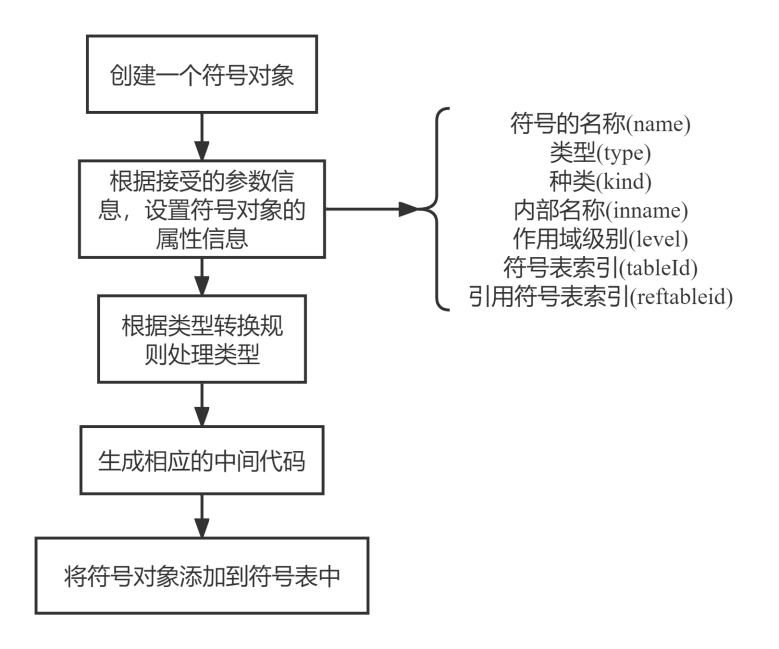 创建一个符号对象
根据接受的参数信
息，设置符号对象的
属性信息
符号的名称(name)
类型(type)
种类(kind)
内部名称(inname)
作用域级别(level)
符号表索引(tableId)
引用符号表索引(reftableid)
根据类型转换规
则处理类型
生成相应的中间代码
将符号对象添加到符号表中